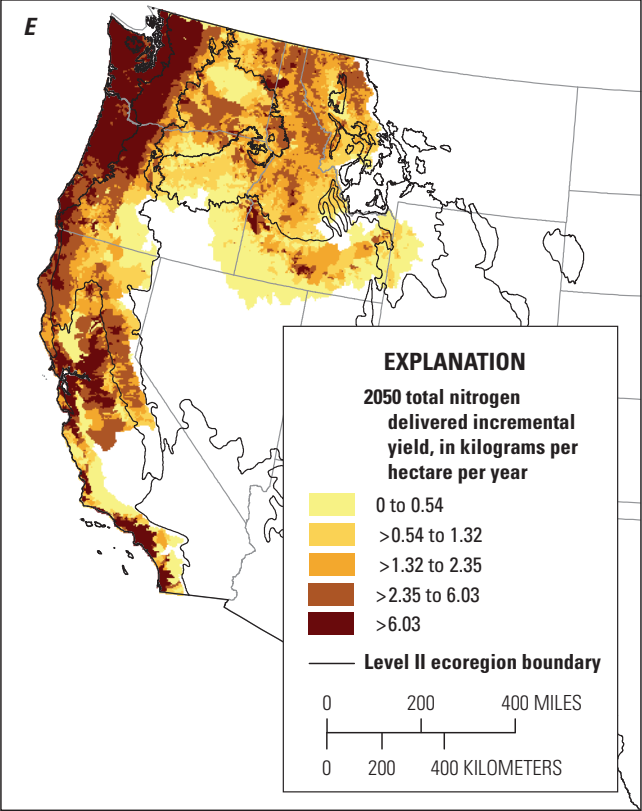 E
EXPLANATION
2050 total nitrogen
delivered incremental
yield, in kilograms per
hectare per year
0 to 0.54
>0.54 to 1.32
>1.32 to 2.35
>2.35 to 6.03
>6.03
Level II ecoregion boundary
0 200 400 MILES
0 200 400 KILOMETERS